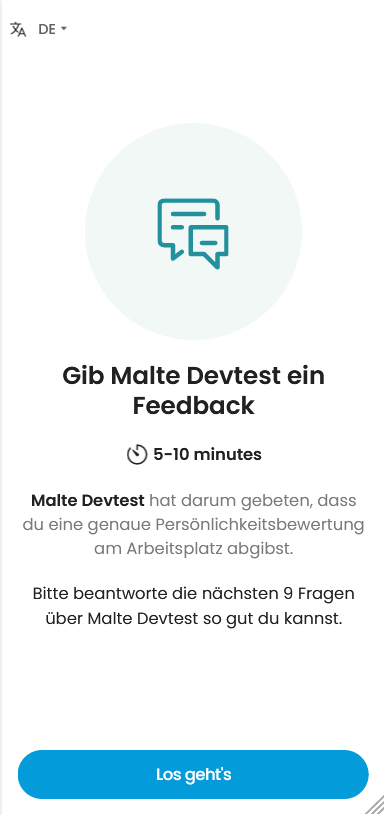 DE
Gib Malte Devtest ein
Feedback
5-10 minutes
Malte Devtest hat darum gebeten, dass
du eine genaue Persönlichkeitsbewertung
am Arbeitsplatz abgibst.
Bitte beantworte die nächsten 9 Fragen
über Malte Devtest so gut du kannst.
Los geht's